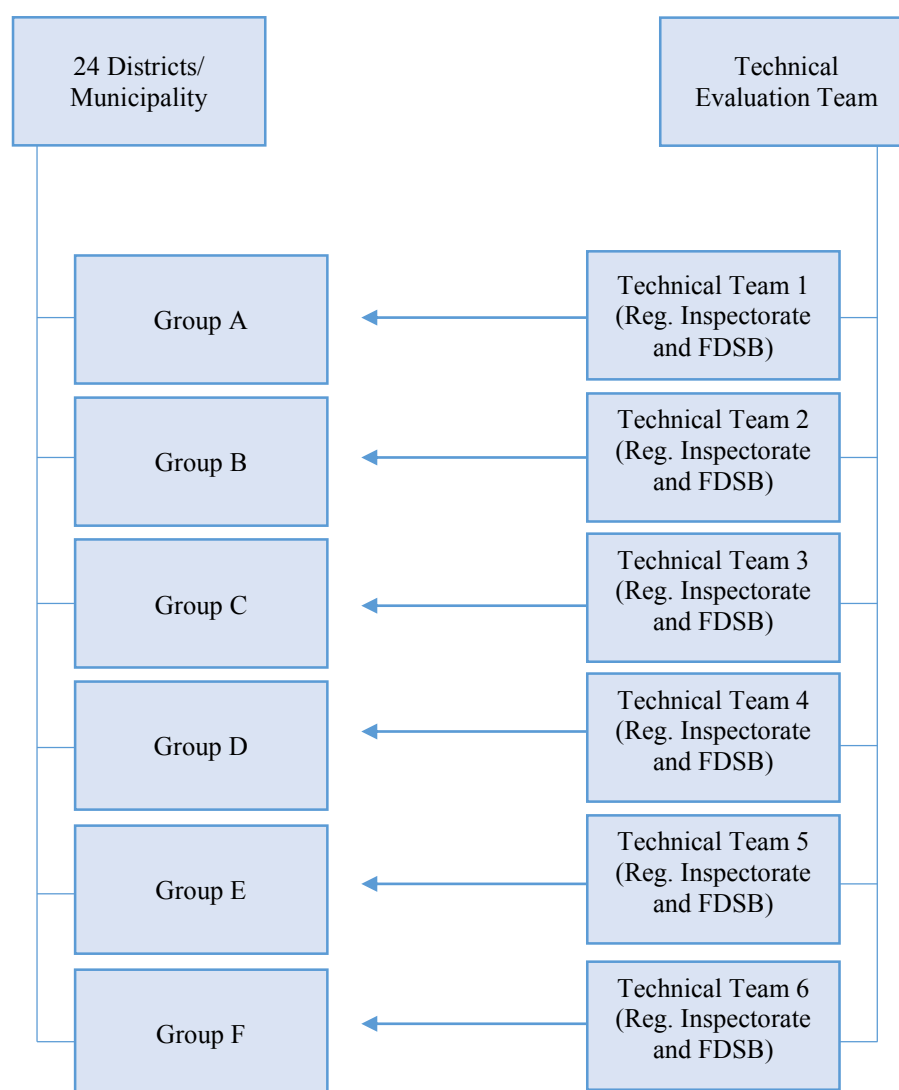 24 Districts/
Municipality
Technical
Evaluation Team
Group A
Technical Team 1
(Reg. Inspectorate
and FDSB)
Group B
Technical Team 2
(Reg. Inspectorate
and FDSB)
Group C
Technical Team 3
(Reg. Inspectorate
and FDSB)
Group D
Technical Team 4
(Reg. Inspectorate
and FDSB)
Group E
Technical Team 5
(Reg. Inspectorate
and FDSB)
Group F
Technical Team 6
(Reg. Inspectorate
and FDSB)